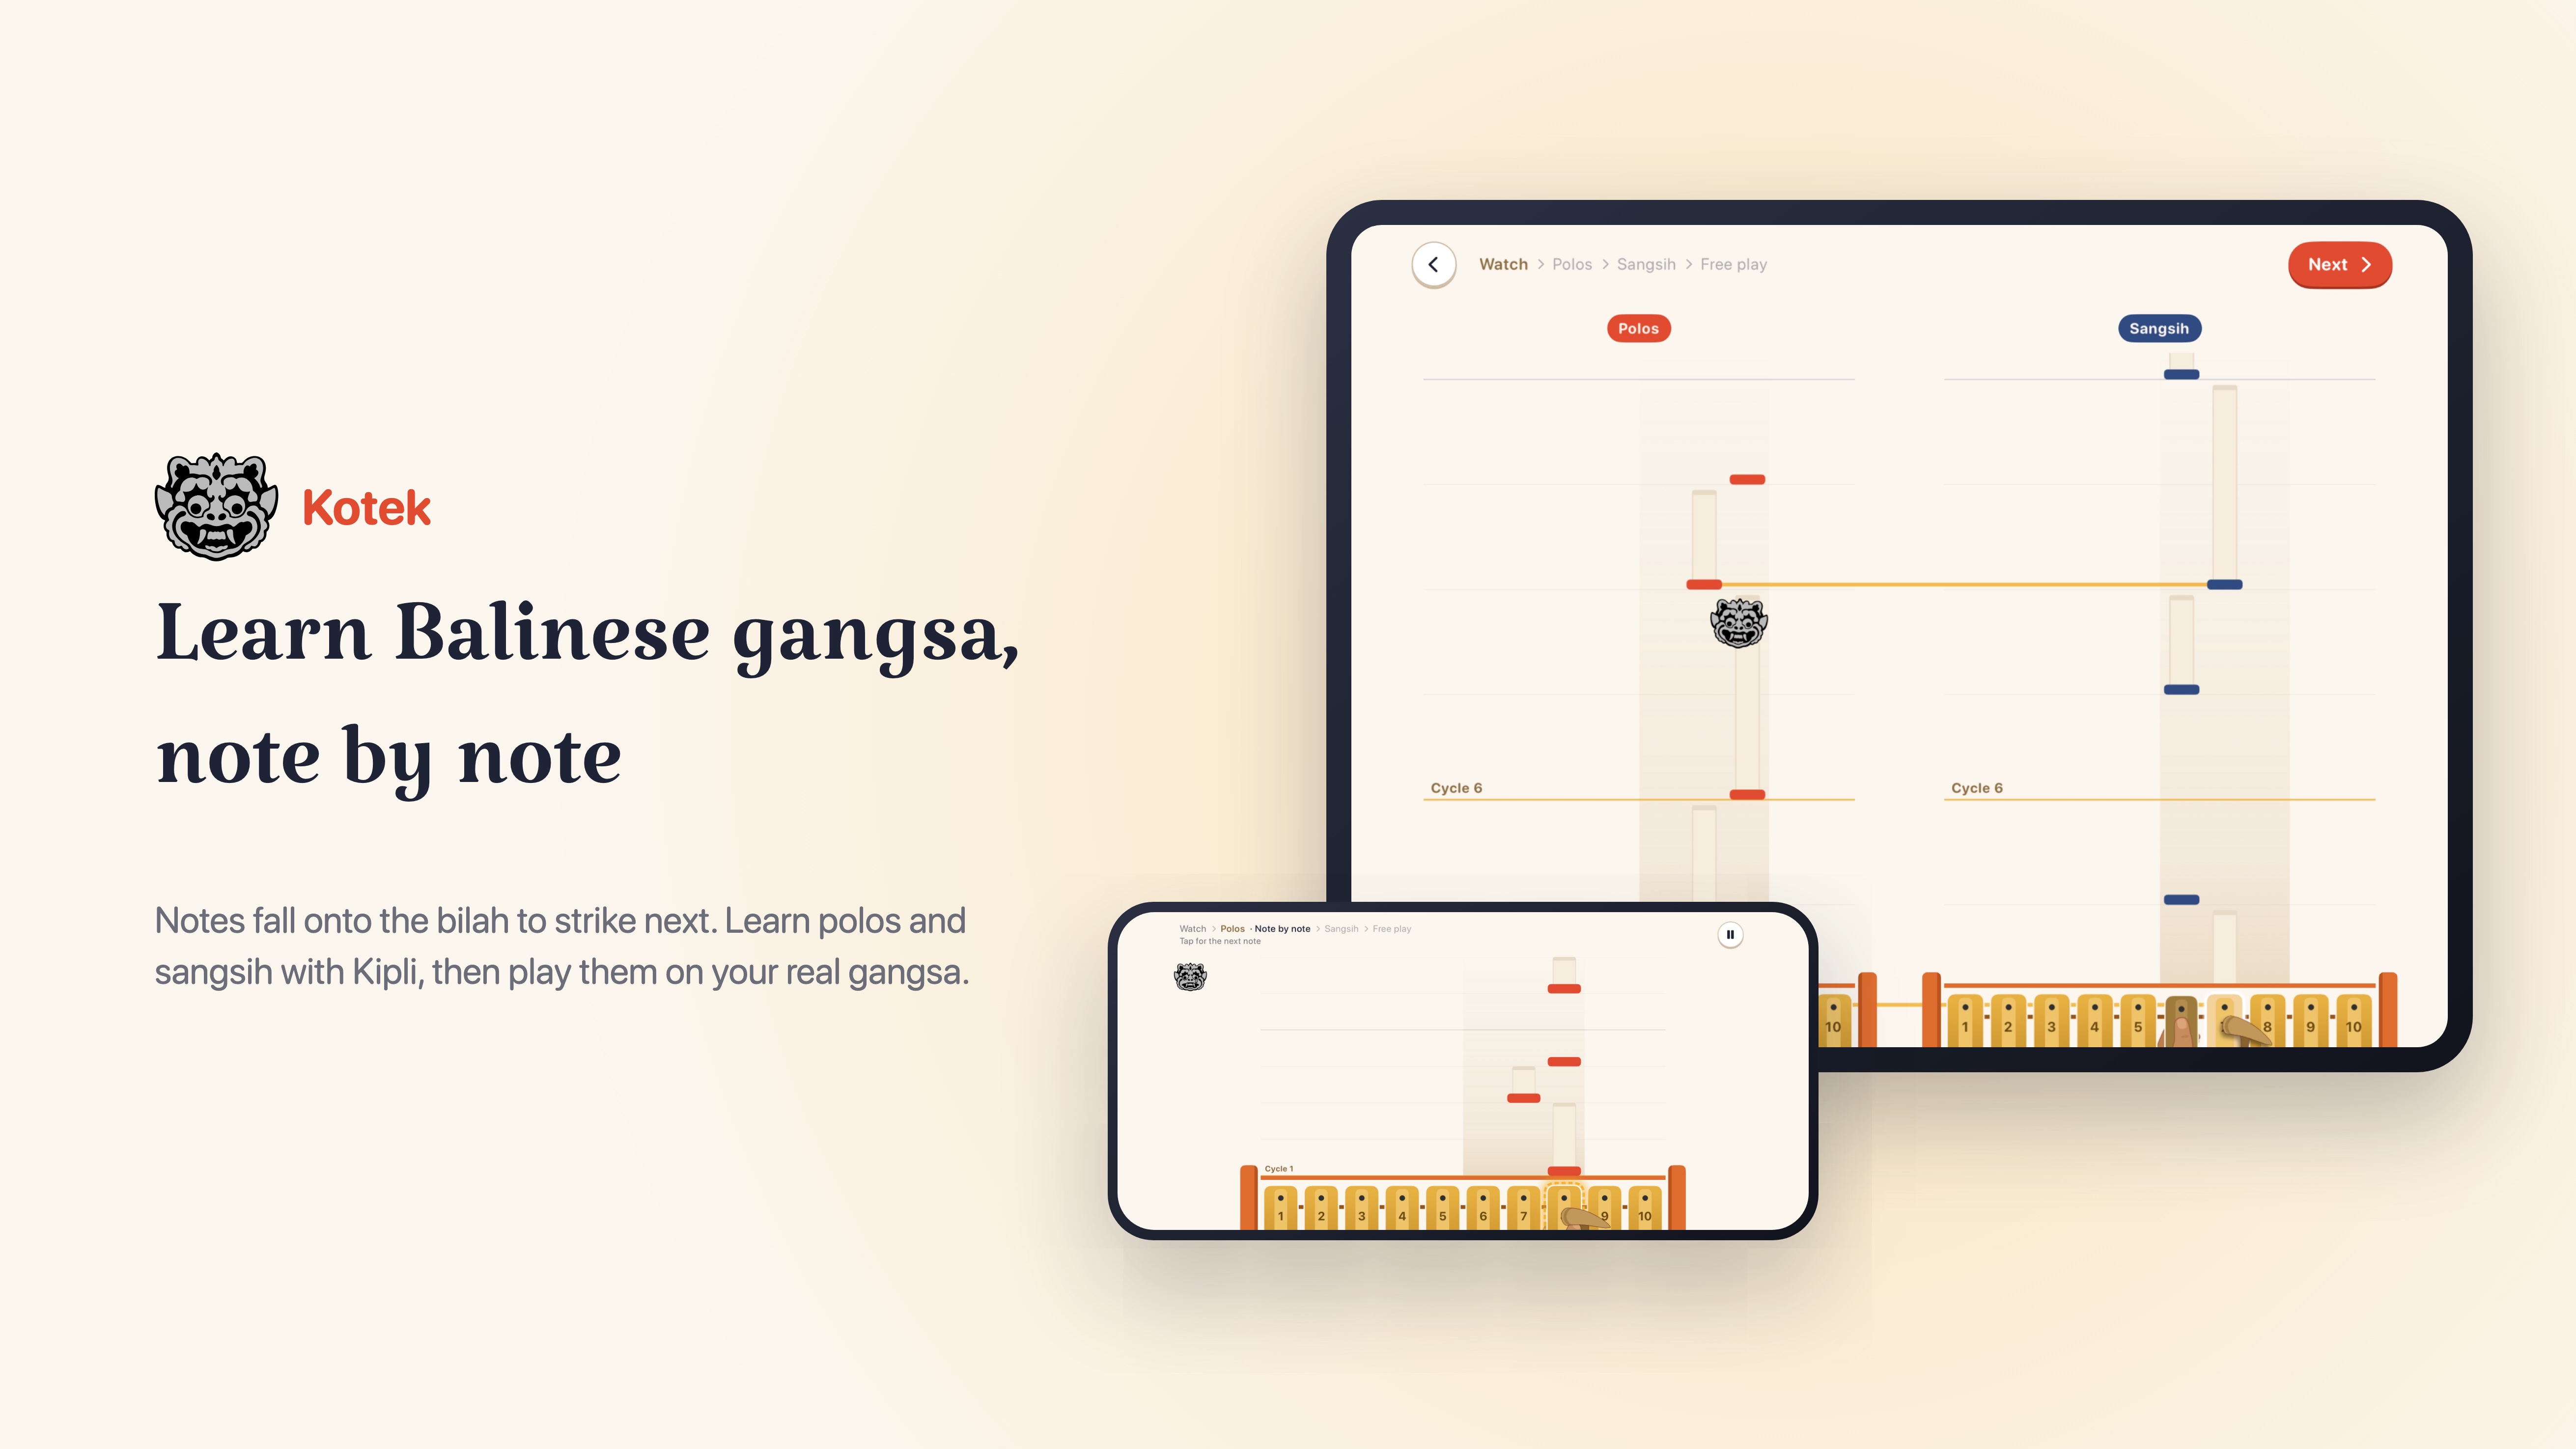 Kotek
Learn Balinese gangsa,
note by note
Notes fall onto the bilah to strike next. Learn polos and
sangsih with Kipli, then play them on your real gangsa.
Watch > Polos > Sangsih > Free play
Next >
Polos
Sangsih
Cycle 6
Cycle 6
10
1 2 3 4 5 8 9 10
Watch > Polos · Note by note > Sangsih > Free play
Tap for the next note
Cycle 1
1 2 3 4 5 6 7 9 10